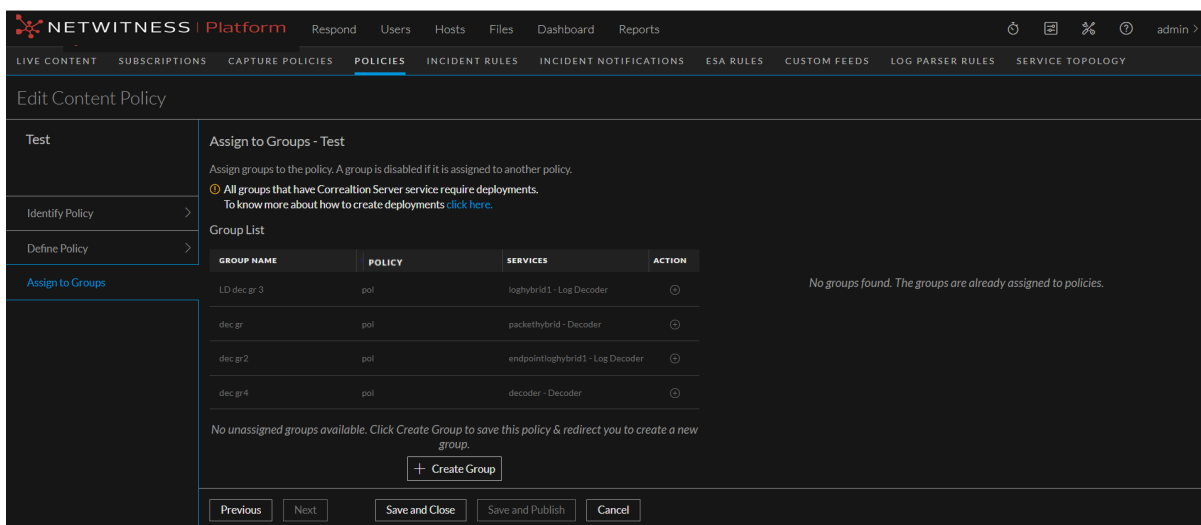 NETWITNESS | Platform Respond Users Hosts Files Dashboard Reports admin >
LIVE CONTENT SUBSCRIPTIONS CAPTURE POLICIES POLICIES INCIDENT RULES INCIDENT NOTIFICATIONS ESA RULES CUSTOM FEEDS LOG PARSER RULES SERVICE TOPOLOGY
Edit Content Policy
Test
Identify Policy
Define Policy
Assign to Groups
Assign to Groups - Test
Assign groups to the policy. A group is disabled if it is assigned to another policy.
All groups that have Correaltion Server service require deployments.
To know more about how to create deployments click here.
Group List
GROUP NAME POLICY SERVICES ACTION
LD dec gr 3 pol loghybrid1 - Log Decoder
dec gr pol packethybrid - Decoder
dec gr2 pol endpointloghybrid1 - Log Decoder
dec gr4 pol decoder - Decoder
No unassigned groups available. Click Create Group to save this policy & redirect you to create a new
group.
+ Create Group
No groups found. The groups are already assigned to policies.
Previous Next Save and Close Save and Publish Cancel